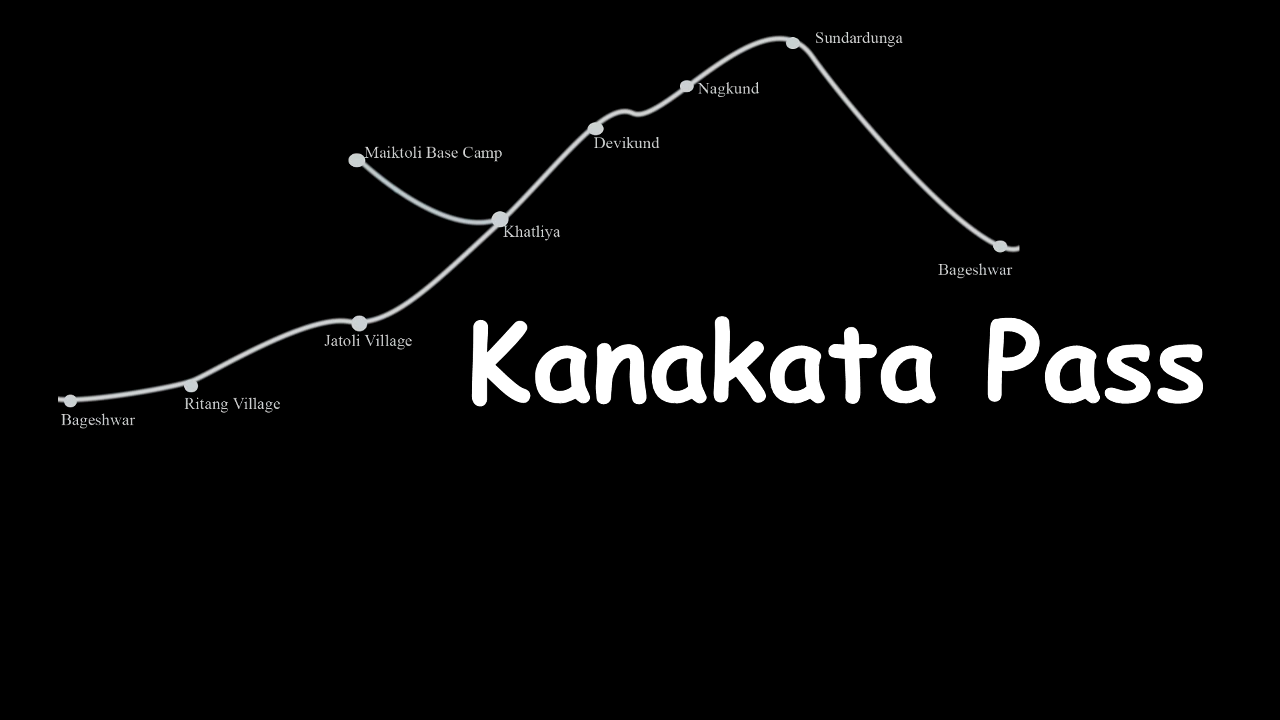 Sundardunga
Nagkund
Devikund
Maiktoli Base Camp
Khatliya
Bageshwar
Jatoli Village
Kanakata Pass
Ritang Village
Bageshwar